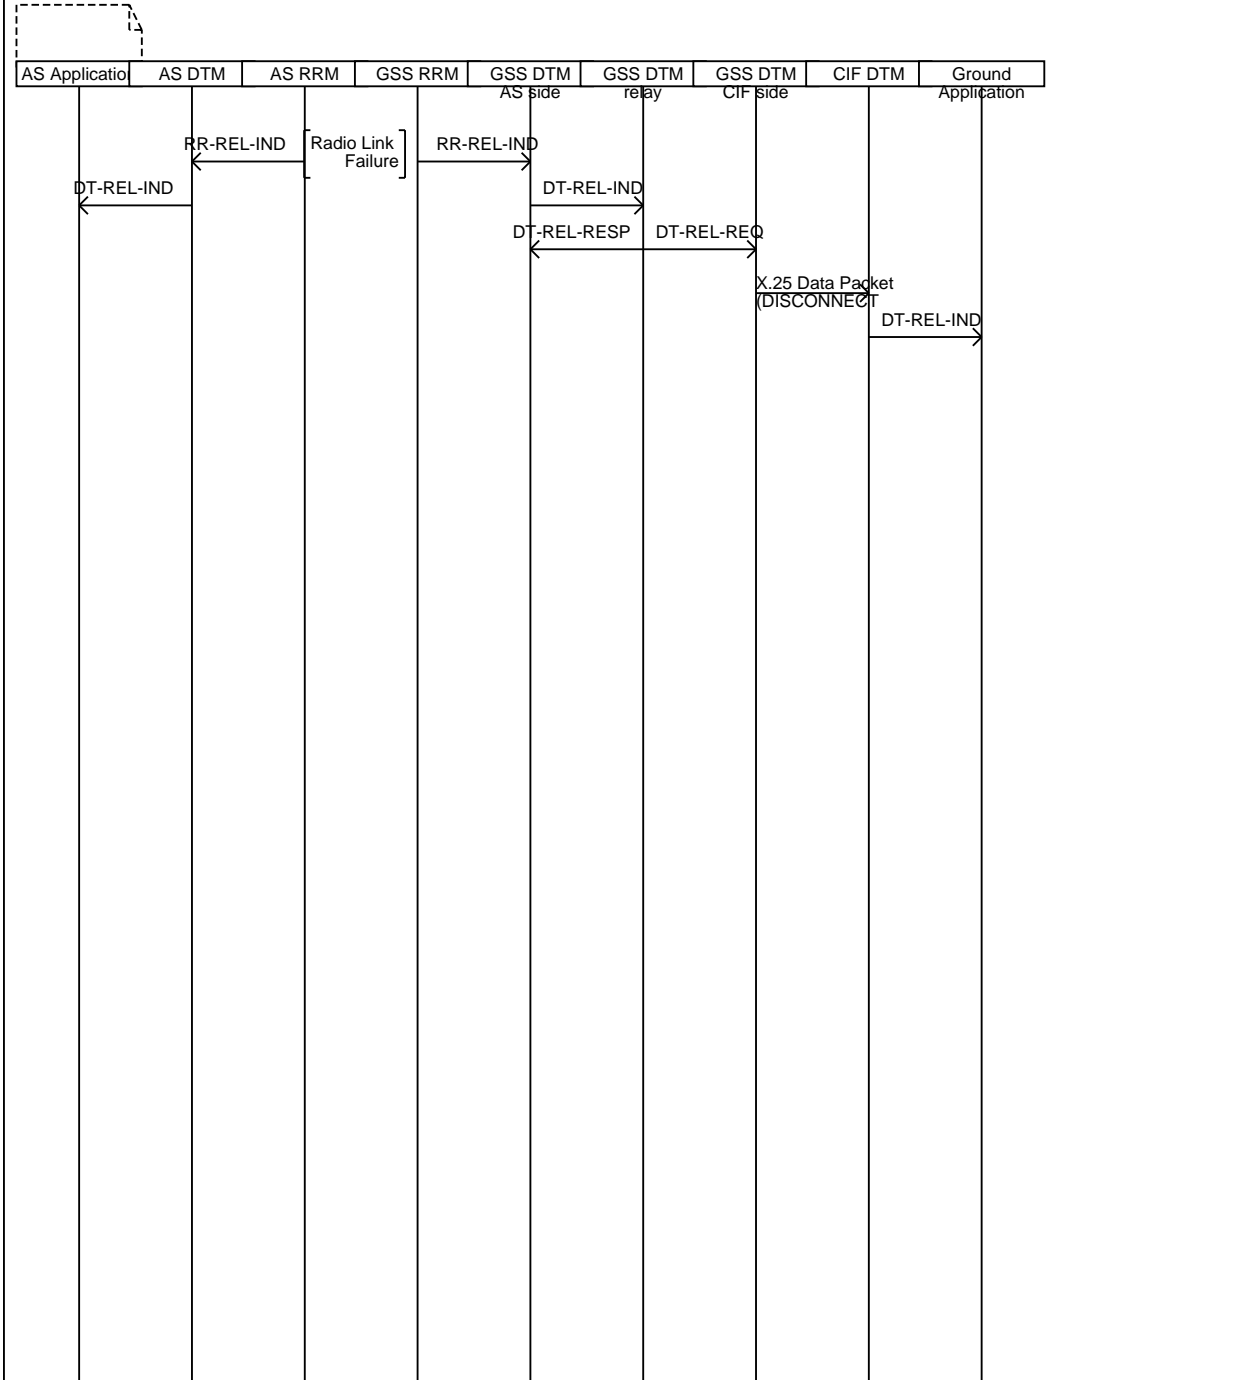 AS Application
AS DTM
AS RRM
GSS RRM
GSS DTM
AS side
GSS DTM
relay
GSS DTM
CIF side
CIF DTM
Ground
Application
RR-REL-IND
Radio Link
Failure
RR-REL-IND
DT-REL-IND
DT-REL-IND
DT-REL-RESP
DT-REL-REQ
X.25 Data Packet
(DISCONNECT
DT-REL-IND